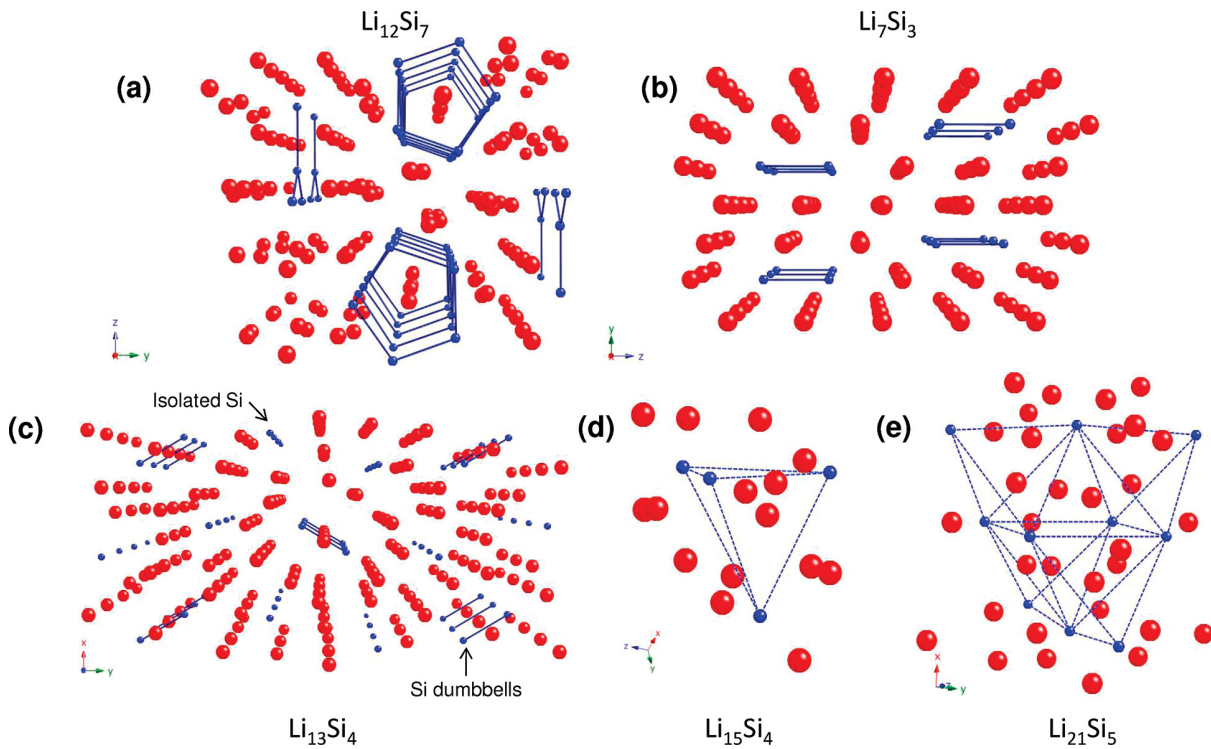 Li₁₂Si₇
Li₇Si₃
(a)
(b)
z
y
y
z
Isolated Si
(c)
(d)
(e)
x
y
z
x
y
x
z
y
Si dumbbells
Li₁₃Si₄
Li₁₅Si₄
Li₂₁Si₅